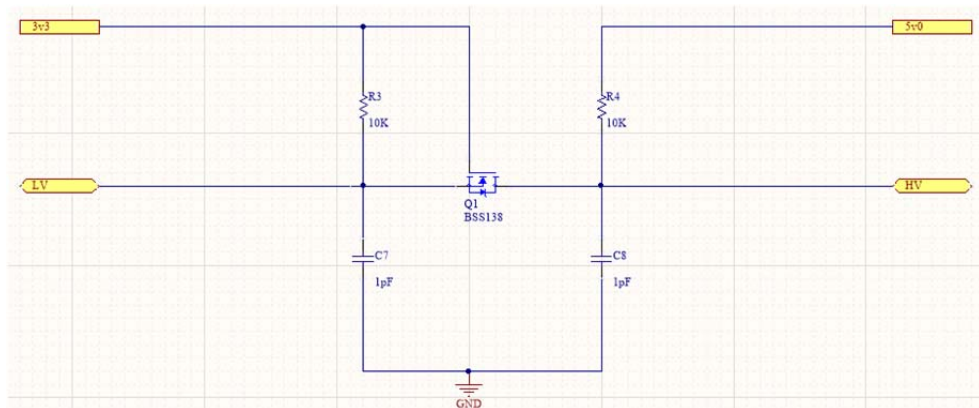 3v3
5v0
R3
10K
R4
10K
LV
HV
Q1
BSS138
C7
1pF
C8
1pF
GND